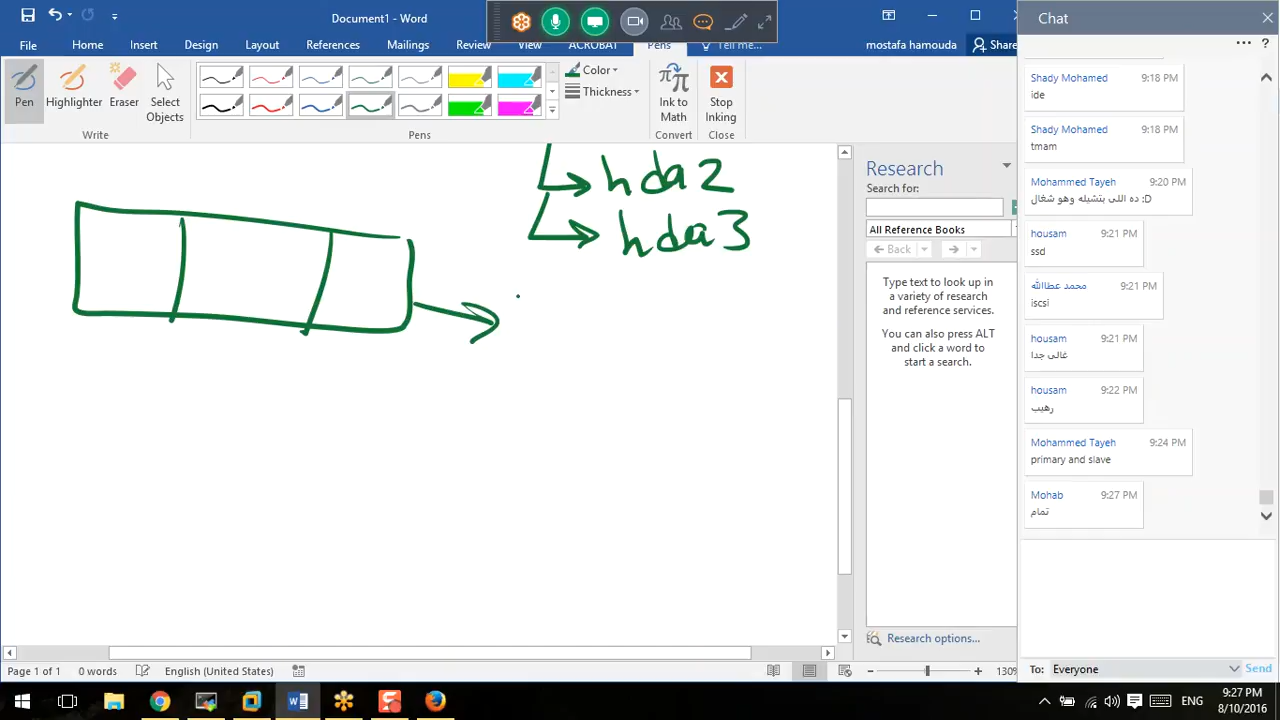 Document1 - Word
mostafa hamouda
Share
File
Home
Insert
Design
Layout
References
Mailings
Review
View
ACROBAT
Pens
Tell me...
Pen
Highlighter
Eraser
Select Objects
Write
Pens
Color
Thickness
Ink to Math
Convert
Stop Inking
Close
hda2
hda3
Research
Search for:
All Reference Books
Back
Type text to look up in
a variety of research
and reference services.
You can also press ALT
and click a word to
start a search.
Research options...
Chat
Shady Mohamed 9:18 PM
ide
Shady Mohamed 9:18 PM
tmam
Mohammed Tayeh 9:20 PM
ده اللى بتشيله وهو شغال :D
housam 9:21 PM
ssd
محمد عطاالله 9:21 PM
iscsi
housam 9:21 PM
غالى جدا
housam 9:22 PM
رهيب
Mohammed Tayeh 9:24 PM
primary and slave
Mohab 9:27 PM
تمام
To: Everyone
Send
Page 1 of 1
0 words
English (United States)
130%
ENG
9:27 PM
8/10/2016